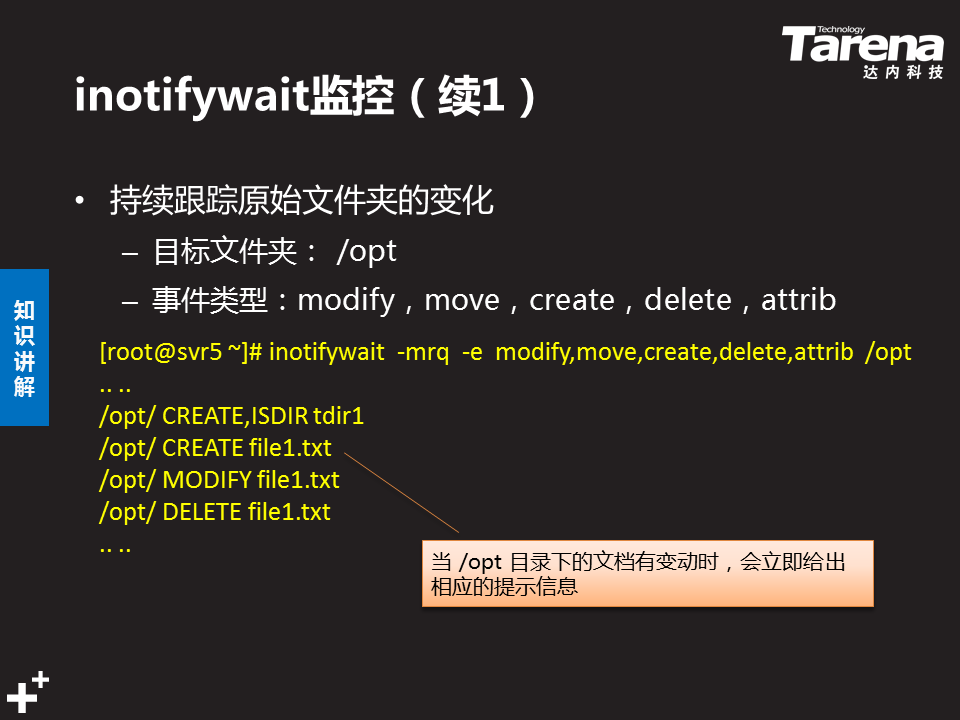 Technology
Tarena
达内科技
inotifywait监控（续1）
• 持续跟踪原始文件夹的变化
– 目标文件夹： /opt
– 事件类型：modify，move，create，delete，attrib
知识讲解
[root@svr5 ~]# inotifywait -mrq -e modify,move,create,delete,attrib /opt
.. ..
/opt/ CREATE,ISDIR tdir1
/opt/ CREATE file1.txt
/opt/ MODIFY file1.txt
/opt/ DELETE file1.txt
.. ..
当 /opt 目录下的文档有变动时，会立即给出
相应的提示信息